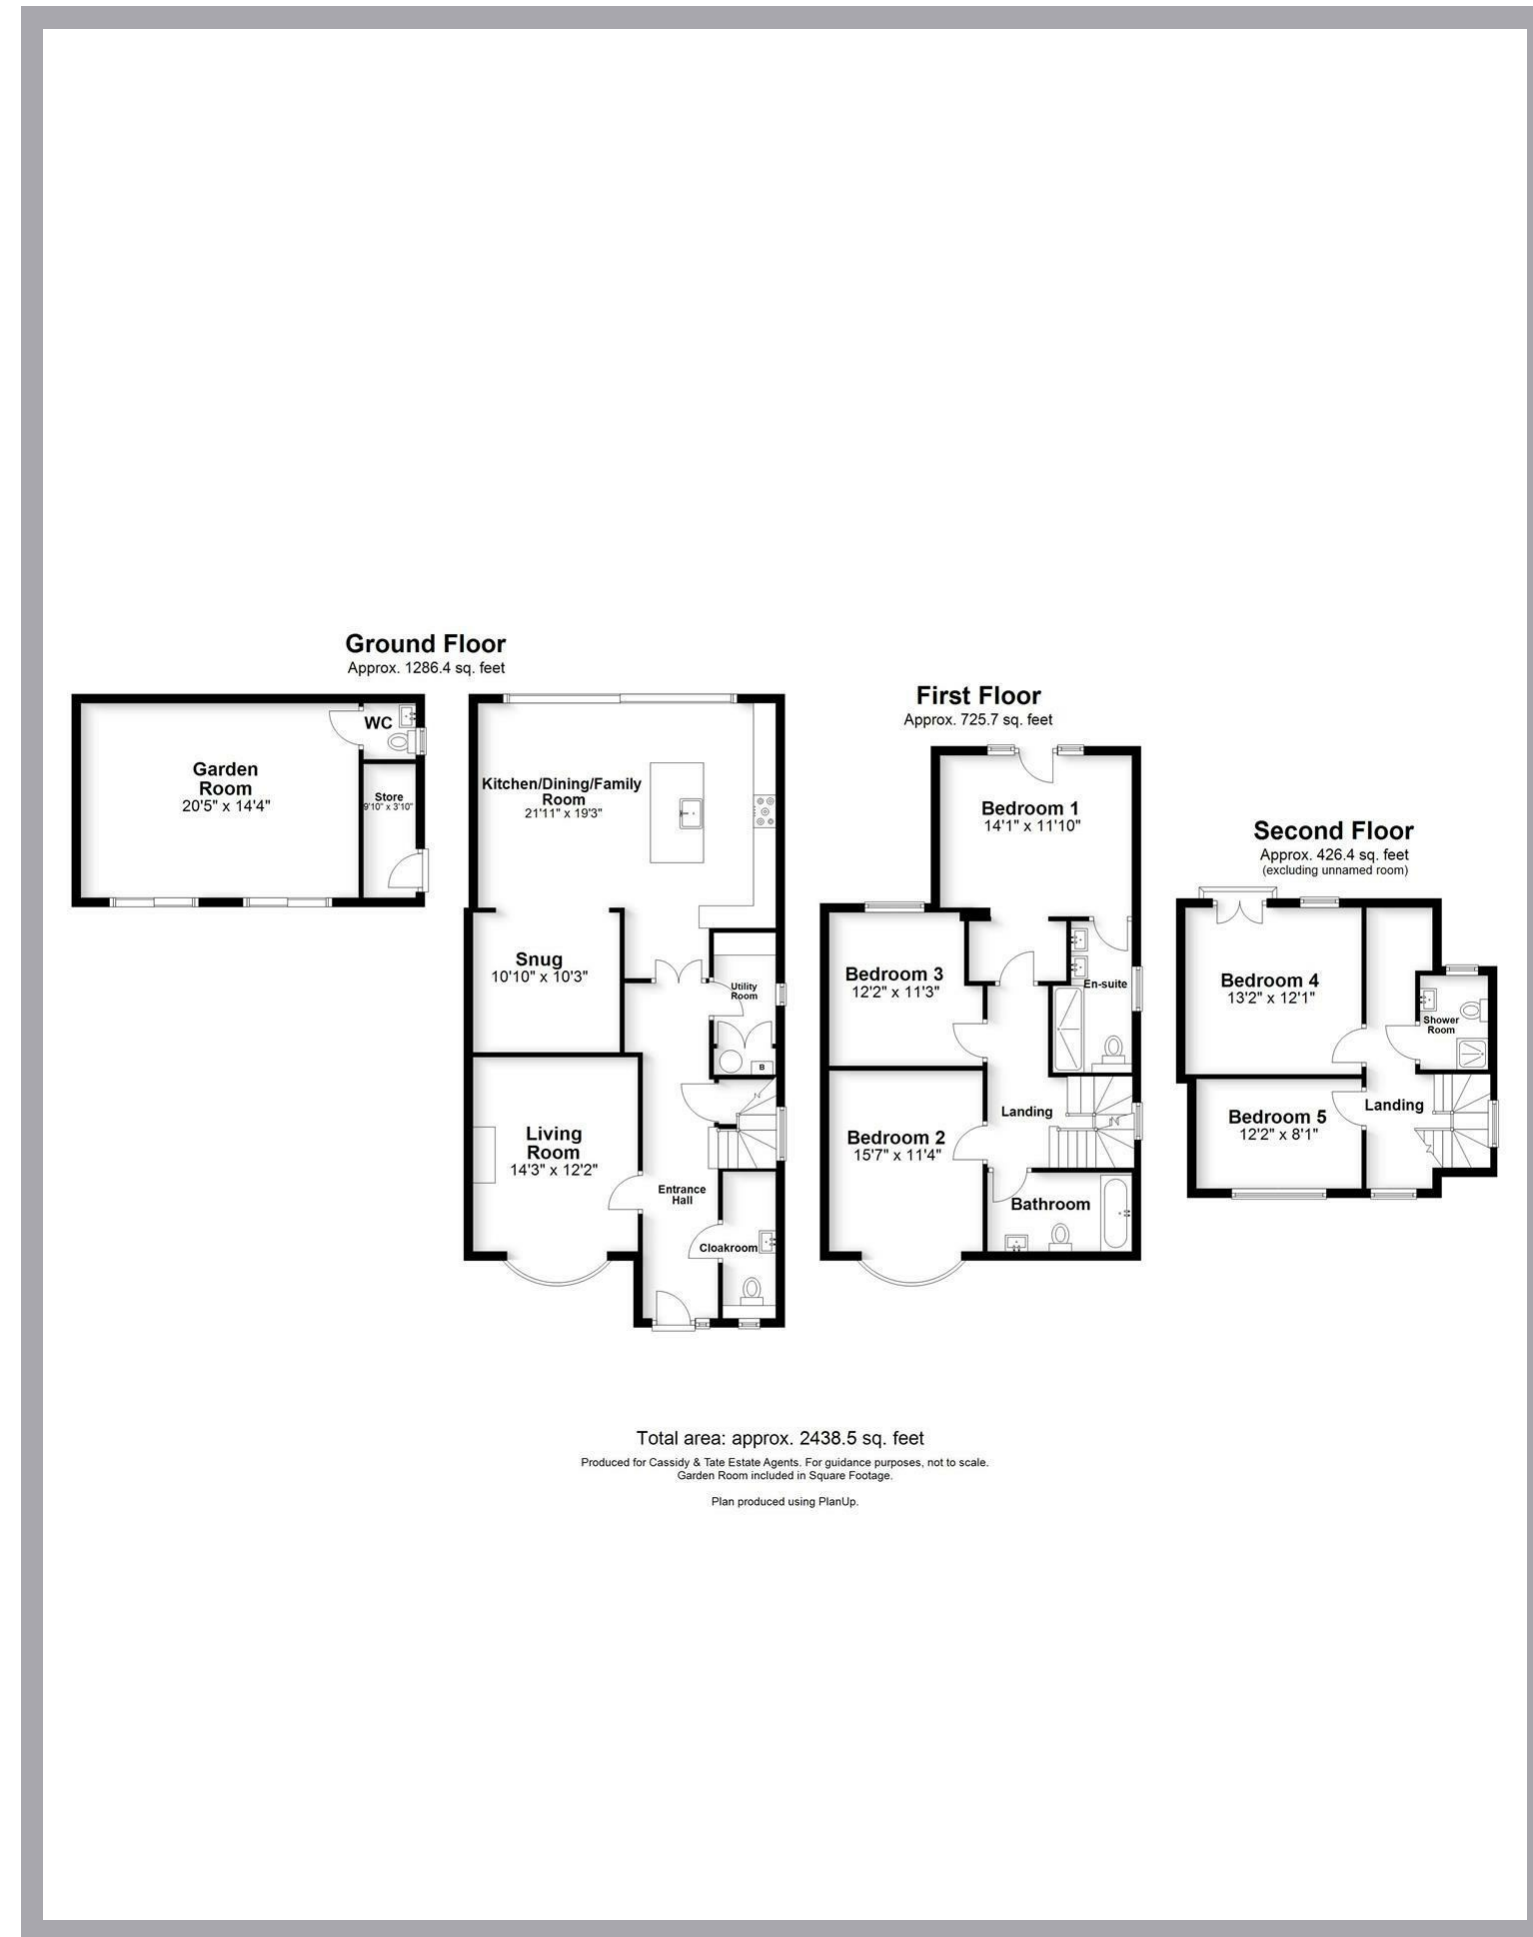 Ground Floor
Approx. 1286.4 sq. feet
WC
Garden
Room
20'5" x 14'4"
Store
9'10" x 3'10"
Kitchen/Dining/Family
Room
21'11" x 19'3"
Snug
10'10" x 10'3"
Utility
Room
B
Living
Room
14'3" x 12'2"
Entrance
Hall
Cloakroom
First Floor
Approx. 725.7 sq. feet
Bedroom 1
14'1" x 11'10"
Bedroom 3
12'2" x 11'3"
En-suite
Landing
Bedroom 2
15'7" x 11'4"
Bathroom
Second Floor
Approx. 426.4 sq. feet
(excluding unnamed room)
Bedroom 4
13'2" x 12'1"
Shower
Room
Landing
Bedroom 5
12'2" x 8'1"
Total area: approx. 2438.5 sq. feet
Produced for Cassidy & Tate Estate Agents. For guidance purposes, not to scale.
Garden Room included in Square Footage.
Plan produced using PlanUp.